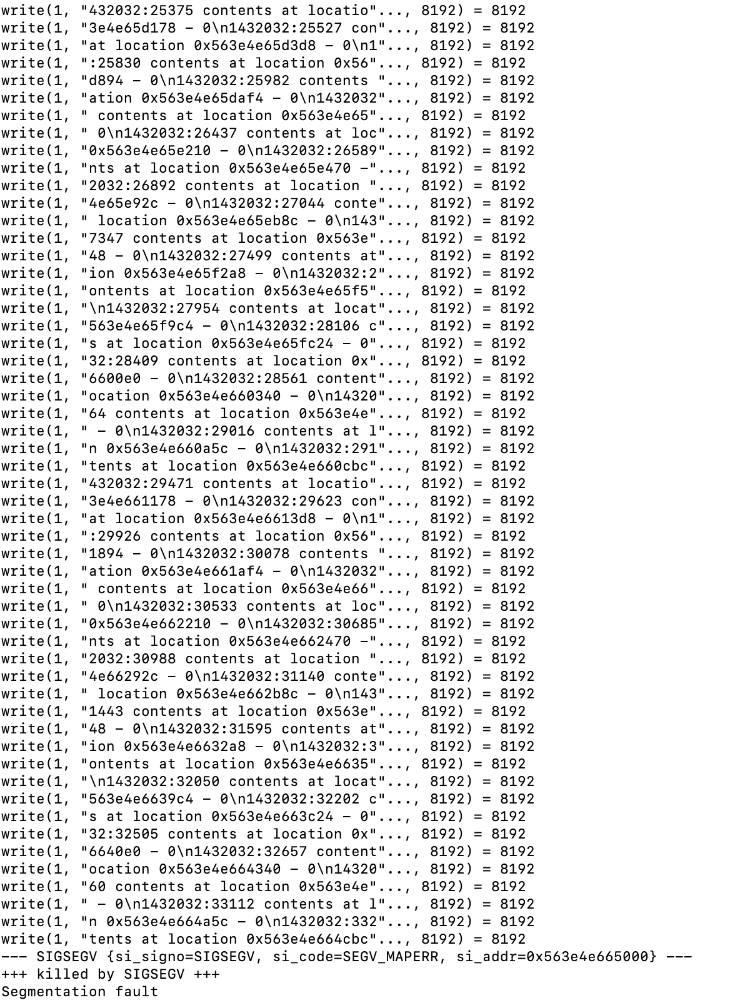 write(1, "432032:25375 contents at locatio"..., 8192) = 8192
write(1, "3e4e65d178 – 0\n1432032:25527 con"..., 8192) = 8192
write(1, "at location 0x563e4e65d3d8 – 0\n1"..., 8192) = 8192
write(1, ":25830 contents at location 0x56"..., 8192) = 8192
write(1, "d894 – 0\n1432032:25982 contents "..., 8192) = 8192
write(1, "ation 0x563e4e65daf4 – 0\n1432032"..., 8192) = 8192
write(1, " contents at location 0x563e4e65"..., 8192) = 8192
write(1, " 0\n1432032:26437 contents at loc"..., 8192) = 8192
write(1, "0x563e4e65e210 – 0\n1432032:26589"..., 8192) = 8192
write(1, "nts at location 0x563e4e65e470 –"..., 8192) = 8192
write(1, "2032:26892 contents at location "..., 8192) = 8192
write(1, "4e65e92c – 0\n1432032:27044 conte"..., 8192) = 8192
write(1, " location 0x563e4e65eb8c – 0\n143"..., 8192) = 8192
write(1, "7347 contents at location 0x563e"..., 8192) = 8192
write(1, "48 – 0\n1432032:27499 contents at"..., 8192) = 8192
write(1, "ion 0x563e4e65f2a8 – 0\n1432032:2"..., 8192) = 8192
write(1, "ontents at location 0x563e4e65f5"..., 8192) = 8192
write(1, "\n1432032:27954 contents at locat"..., 8192) = 8192
write(1, "563e4e65f9c4 – 0\n1432032:28106 c"..., 8192) = 8192
write(1, "s at location 0x563e4e65fc24 – 0"..., 8192) = 8192
write(1, "32:28409 contents at location 0x"..., 8192) = 8192
write(1, "6600e0 – 0\n1432032:28561 content"..., 8192) = 8192
write(1, "ocation 0x563e4e660340 – 0\n14320"..., 8192) = 8192
write(1, "64 contents at location 0x563e4e"..., 8192) = 8192
write(1, " – 0\n1432032:29016 contents at l"..., 8192) = 8192
write(1, "n 0x563e4e660a5c – 0\n1432032:291"..., 8192) = 8192
write(1, "tents at location 0x563e4e660cbc"..., 8192) = 8192
write(1, "432032:29471 contents at locatio"..., 8192) = 8192
write(1, "3e4e661178 – 0\n1432032:29623 con"..., 8192) = 8192
write(1, "at location 0x563e4e6613d8 – 0\n1"..., 8192) = 8192
write(1, ":29926 contents at location 0x56"..., 8192) = 8192
write(1, "1894 – 0\n1432032:30078 contents "..., 8192) = 8192
write(1, "ation 0x563e4e661af4 – 0\n1432032"..., 8192) = 8192
write(1, " contents at location 0x563e4e66"..., 8192) = 8192
write(1, " 0\n1432032:30533 contents at loc"..., 8192) = 8192
write(1, "0x563e4e662210 – 0\n1432032:30685"..., 8192) = 8192
write(1, "nts at location 0x563e4e662470 –"..., 8192) = 8192
write(1, "2032:30988 contents at location "..., 8192) = 8192
write(1, "4e66292c – 0\n1432032:31140 conte"..., 8192) = 8192
write(1, " location 0x563e4e662b8c – 0\n143"..., 8192) = 8192
write(1, "1443 contents at location 0x563e"..., 8192) = 8192
write(1, "48 – 0\n1432032:31595 contents at"..., 8192) = 8192
write(1, "ion 0x563e4e6632a8 – 0\n1432032:3"..., 8192) = 8192
write(1, "ontents at location 0x563e4e6635"..., 8192) = 8192
write(1, "\n1432032:32050 contents at locat"..., 8192) = 8192
write(1, "563e4e6639c4 – 0\n1432032:32202 c"..., 8192) = 8192
write(1, "s at location 0x563e4e663c24 – 0"..., 8192) = 8192
write(1, "32:32505 contents at location 0x"..., 8192) = 8192
write(1, "6640e0 – 0\n1432032:32657 content"..., 8192) = 8192
write(1, "ocation 0x563e4e664340 – 0\n14320"..., 8192) = 8192
write(1, "60 contents at location 0x563e4e"..., 8192) = 8192
write(1, " – 0\n1432032:33112 contents at l"..., 8192) = 8192
write(1, "n 0x563e4e664a5c – 0\n1432032:332"..., 8192) = 8192
write(1, "tents at location 0x563e4e664cbc"..., 8192) = 8192
––– SIGSEGV {si_signo=SIGSEGV, si_code=SEGV_MAPERR, si_addr=0x563e4e665000} –––
+++ killed by SIGSEGV +++
Segmentation fault